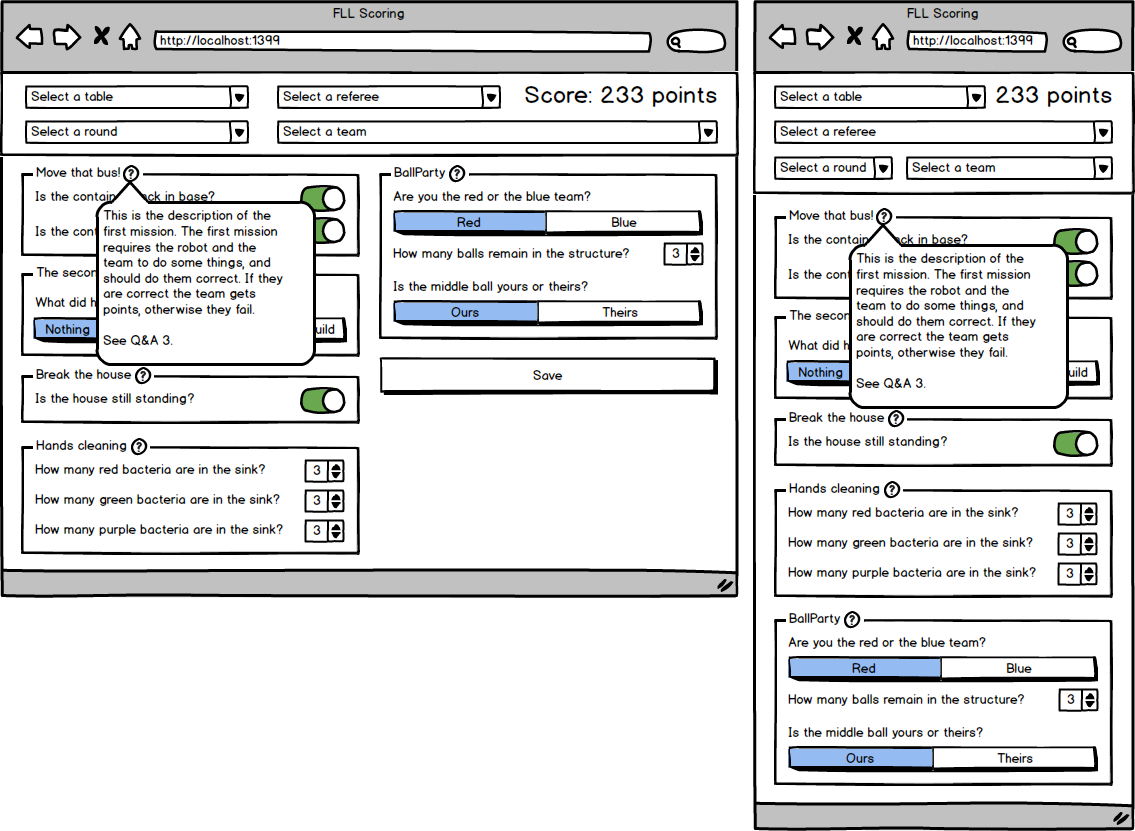 FLL Scoring
http://localhost:1399
Select a table
Select a referee
Score: 233 points
Select a round
Select a team
Move that bus! ?
Is the contain ck in base?
Is the cont
This is the description of the
first mission. The first mission
requires the robot and the
team to do some things, and
should do them correct. If they
are correct the team gets
points, otherwise they fail.
See Q&A 3.
The secon
What did h
Nothing
uild
Break the house ?
Is the house still standing?
Hands cleaning ?
How many red bacteria are in the sink?
3
How many green bacteria are in the sink?
3
How many purple bacteria are in the sink?
3
BallParty ?
Are you the red or the blue team?
Red
Blue
How many balls remain in the structure?
3
Is the middle ball yours or theirs?
Ours
Theirs
Save
FLL Scoring
http://localhost:1399
Select a table
233 points
Select a referee
Select a round
Select a team
Move that bus! ?
Is the contain ck in base?
Is the cont
This is the description of the
first mission. The first mission
requires the robot and the
team to do some things, and
should do them correct. If they
are correct the team gets
points, otherwise they fail.
See Q&A 3.
The secon
What did h
Nothing
uild
Break the house ?
Is the house still standing?
Hands cleaning ?
How many red bacteria are in the sink?
3
How many green bacteria are in the sink?
3
How many purple bacteria are in the sink?
3
BallParty ?
Are you the red or the blue team?
Red
Blue
How many balls remain in the structure?
3
Is the middle ball yours or theirs?
Ours
Theirs